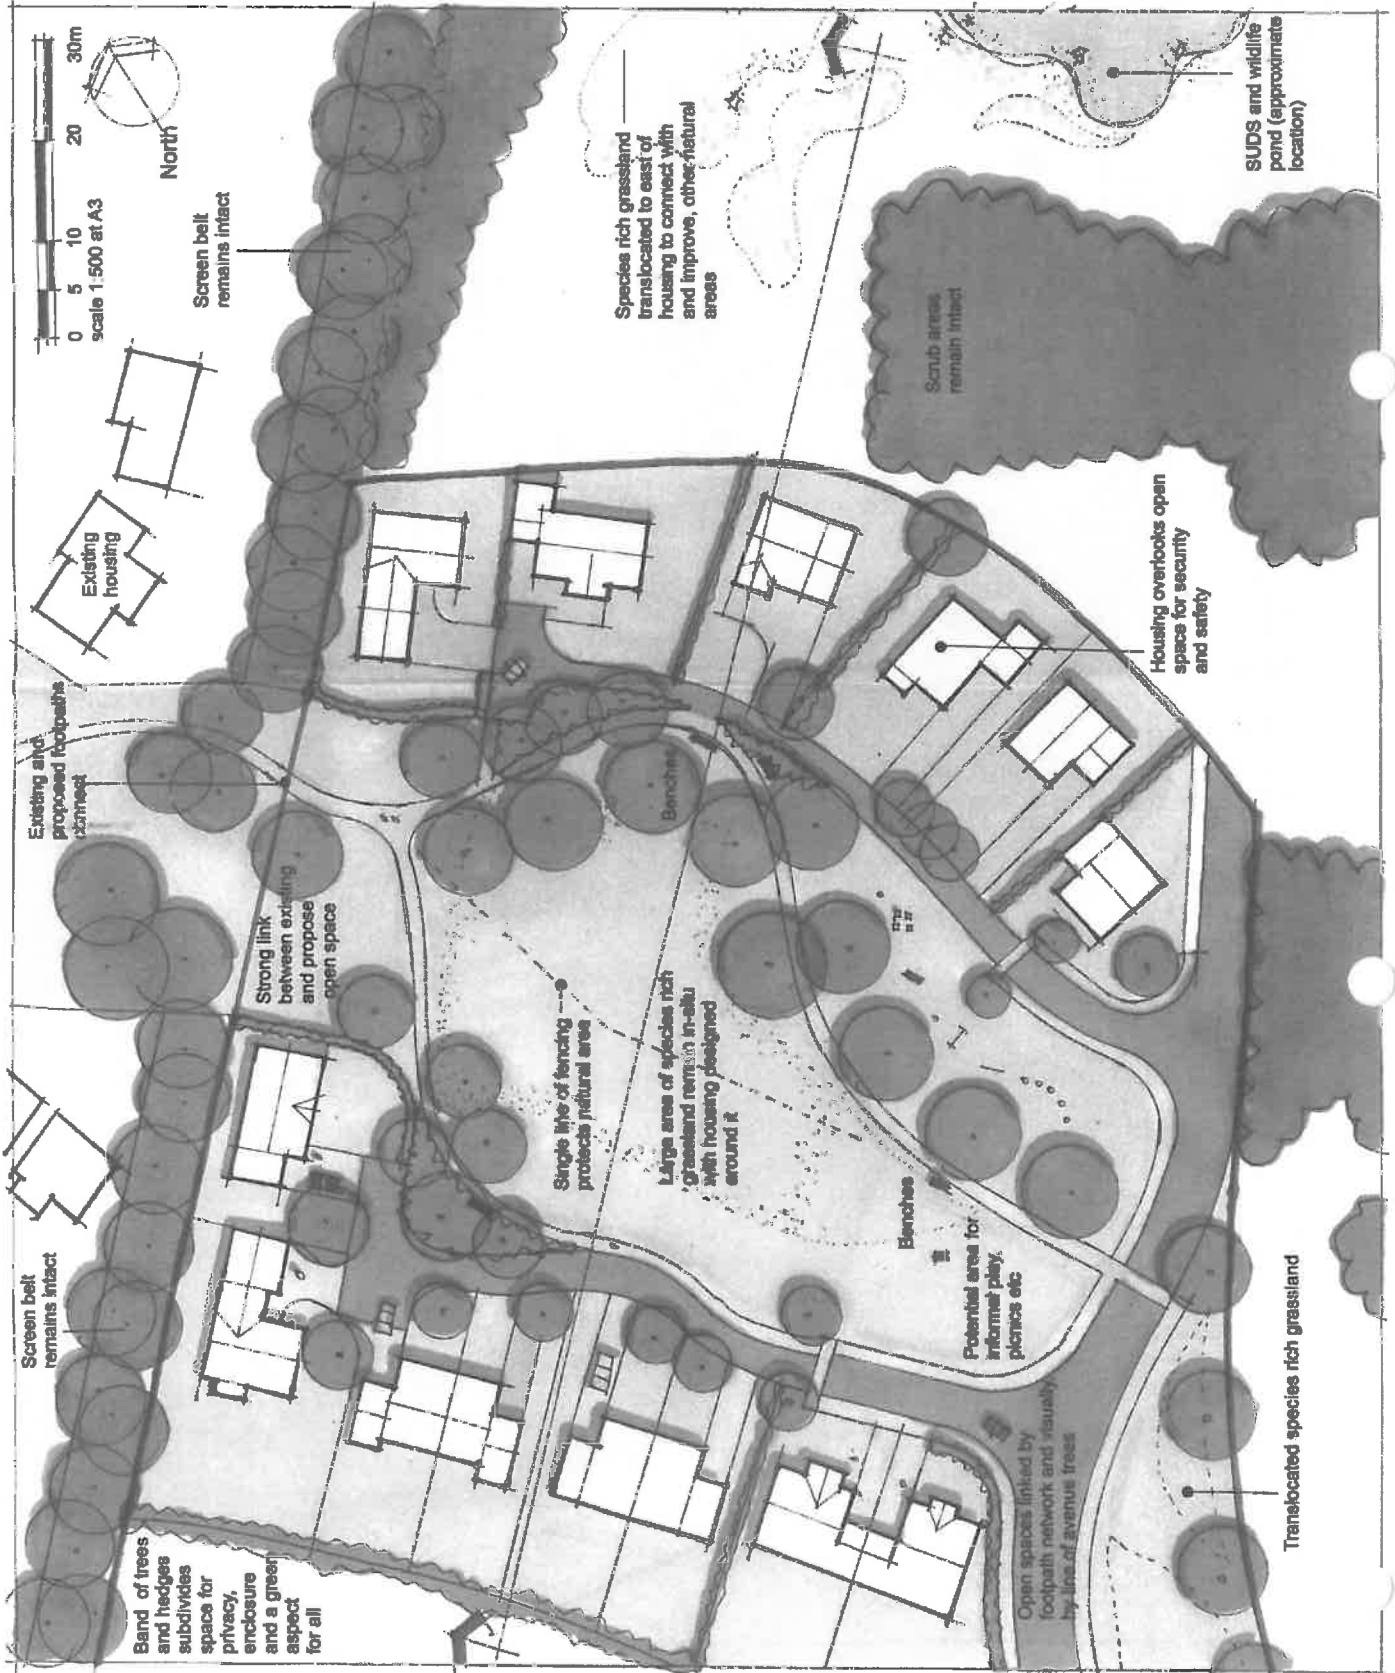 0 5 10 20 30m
scale 1:500 at A3
North
Screen belt
remains intact
Existing
housing
Existing and
proposed footpaths
connect
Strong link
between existing
and propose
open space
Screen belt
remains intact
Band of trees
and hedges
subdivides
space for
privacy,
enclosure
and a green
aspect
for all
Species rich grassland
translocated to east of
housing to connect with
and improve, other natural
areas
SUDS and wildlife
pond (approximate
location)
Scrub areas
remain intact
Housing overlooks open
space for security
and safety
Benches
Single line of fencing
protects natural area
Large area of species rich
grassland remain in-situ
with housing designed
around it
Benches
Potential area for
informal play,
picnics etc
Open spaces linked by
footpath network and visually
by line of avenue trees
Translocated species rich grassland